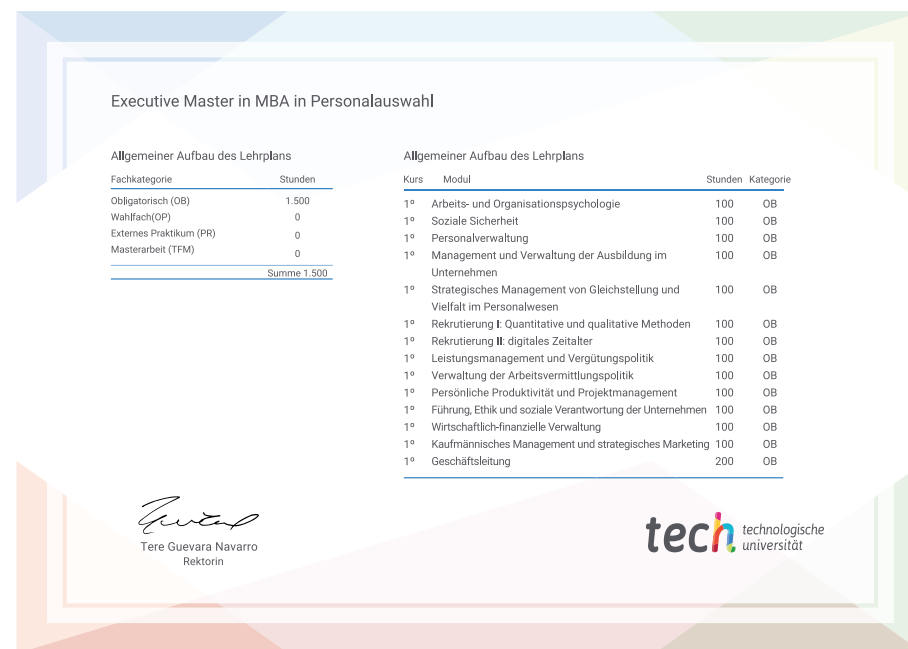 Executive Master in MBA in Personalauswahl
Allgemeiner Aufbau des Lehrplans
Fachkategorie Stunden
Obligatorisch (OB) 1.500
Wahlfach(OP) 0
Externes Praktikum (PR) 0
Masterarbeit (TFM) 0
Summe 1.500
Allgemeiner Aufbau des Lehrplans
Kurs Modul Stunden Kategorie
1º Arbeits- und Organisationspsychologie 100 OB
1º Soziale Sicherheit 100 OB
1º Personalverwaltung 100 OB
1º Management und Verwaltung der Ausbildung im 100 OB
Unternehmen
1º Strategisches Management von Gleichstellung und 100 OB
Vielfalt im Personalwesen
1º Rekrutierung I: Quantitative und qualitative Methoden 100 OB
1º Rekrutierung II: digitales Zeitalter 100 OB
1º Leistungsmanagement und Vergütungspolitik 100 OB
1º Verwaltung der Arbeitsvermittlungspolitik 100 OB
1º Persönliche Produktivität und Projektmanagement 100 OB
1º Führung, Ethik und soziale Verantwortung der Unternehmen 100 OB
1º Wirtschaftlich-finanzielle Verwaltung 100 OB
1º Kaufmännisches Management und strategisches Marketing 100 OB
1º Geschäftsleitung 200 OB
Tere Guevara Navarro
Rektorin
tech technologische
universität